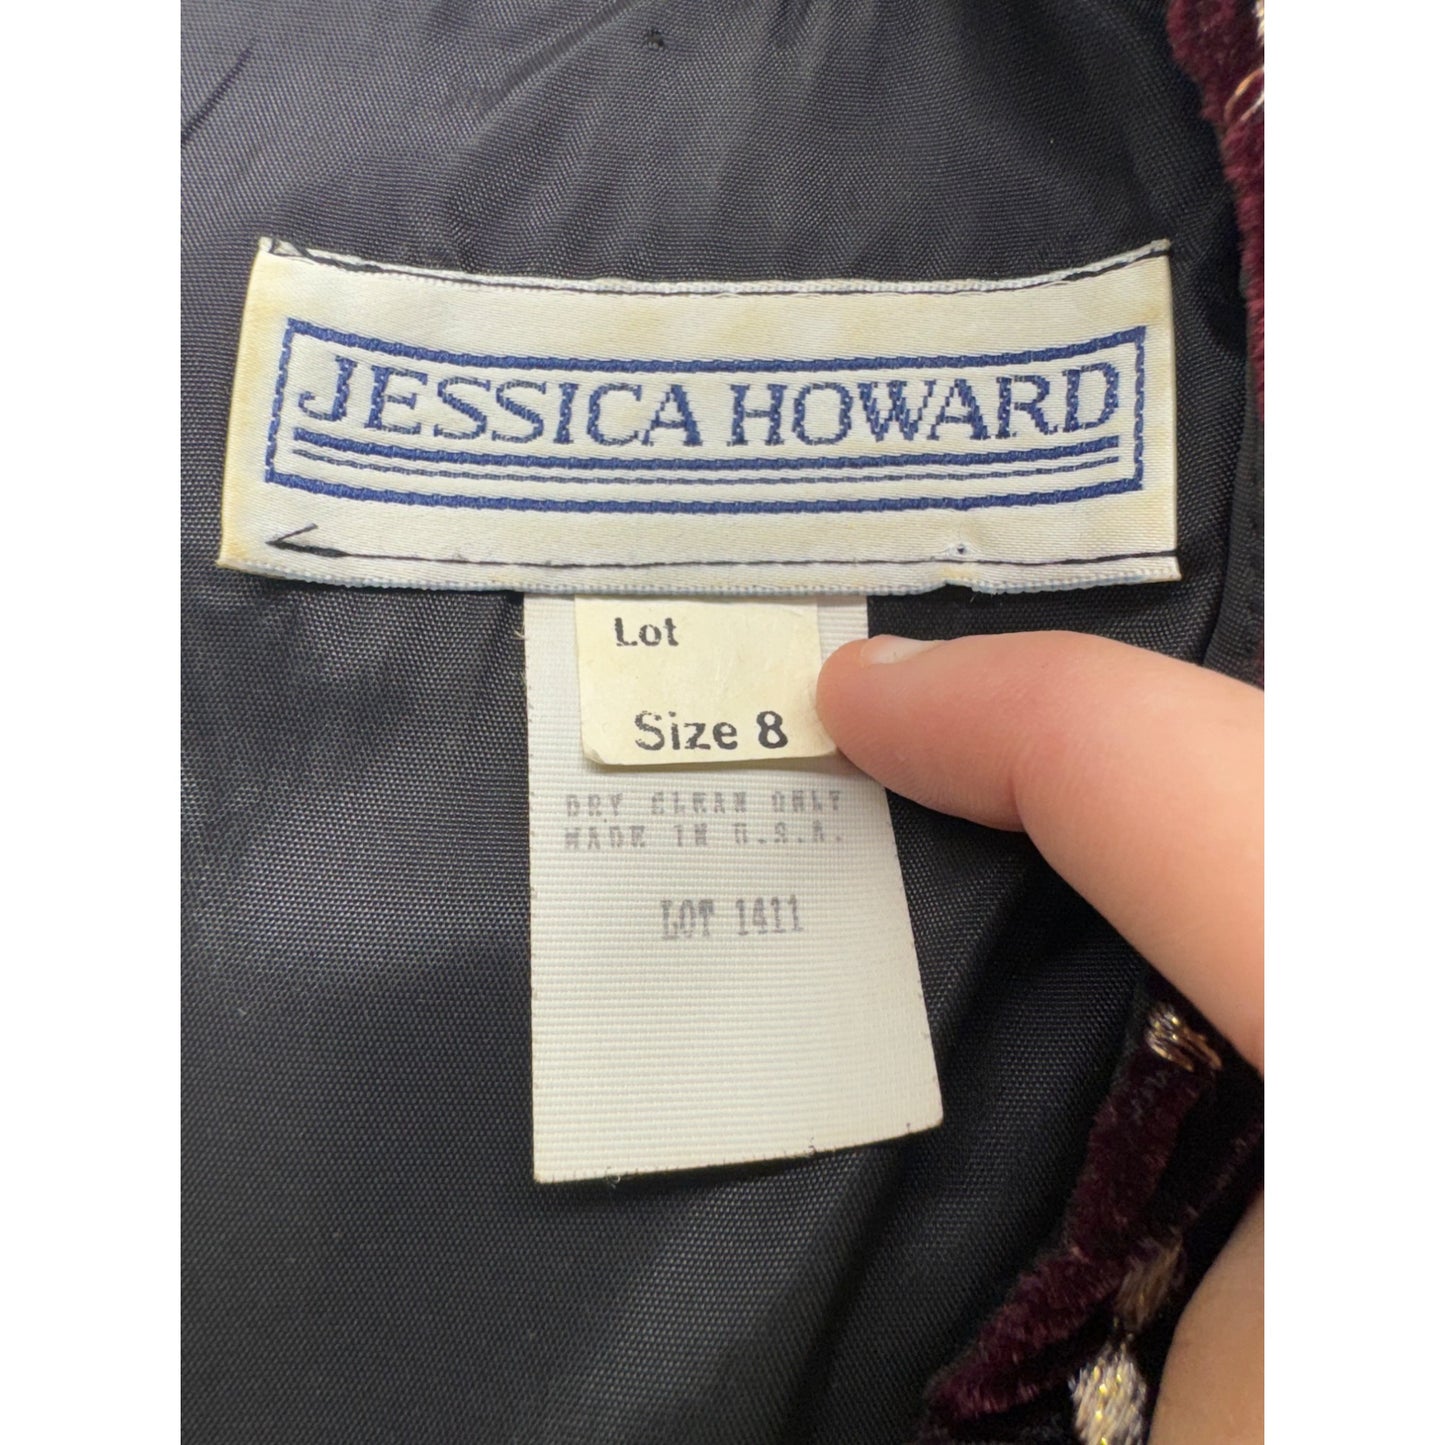 JESSICA HOWARD
Lot
Size 8
DRY CLEAN ONLY
MADE IN U.S.A.
LOT 1411